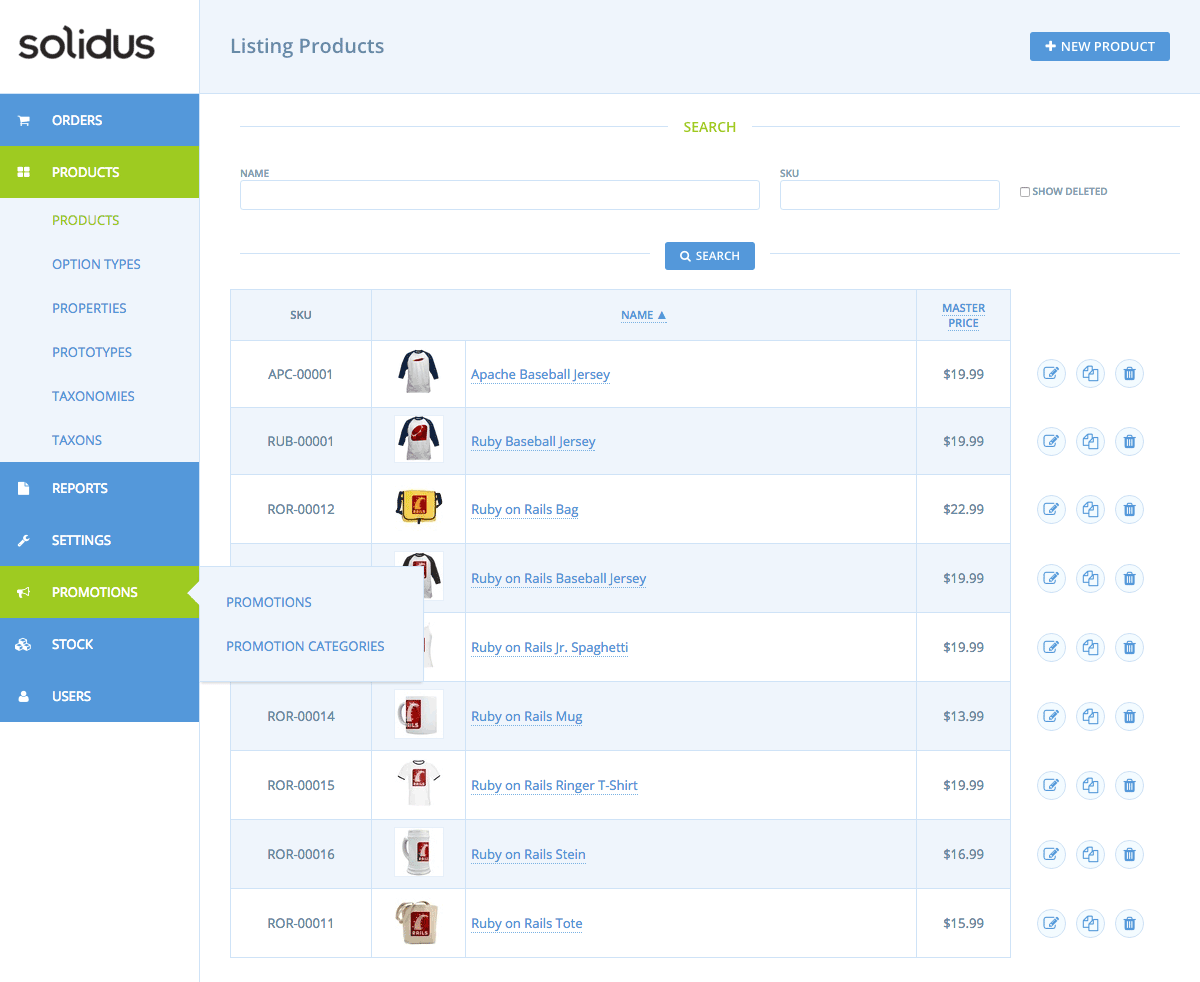 solidus
Listing Products
NEW PRODUCT
ORDERS
PRODUCTS
PRODUCTS
OPTION TYPES
PROPERTIES
PROTOTYPES
TAXONOMIES
TAXONS
REPORTS
SETTINGS
PROMOTIONS
PROMOTIONS
PROMOTION CATEGORIES
STOCK
USERS
SEARCH
NAME
SKU
SHOW DELETED
SEARCH
SKU NAME ▲ MASTER
PRICE
APC-00001 Apache Baseball Jersey $19.99
RUB-00001 Ruby Baseball Jersey $19.99
ROR-00012 RAILS Ruby on Rails Bag $22.99
Ruby on Rails Baseball Jersey $19.99
Ruby on Rails Jr. Spaghetti $19.99
ROR-00014 RAILS Ruby on Rails Mug $13.99
ROR-00015 RAILS Ruby on Rails Ringer T-Shirt $19.99
ROR-00016 RAILS Ruby on Rails Stein $16.99
ROR-00011 RAILS Ruby on Rails Tote $15.99